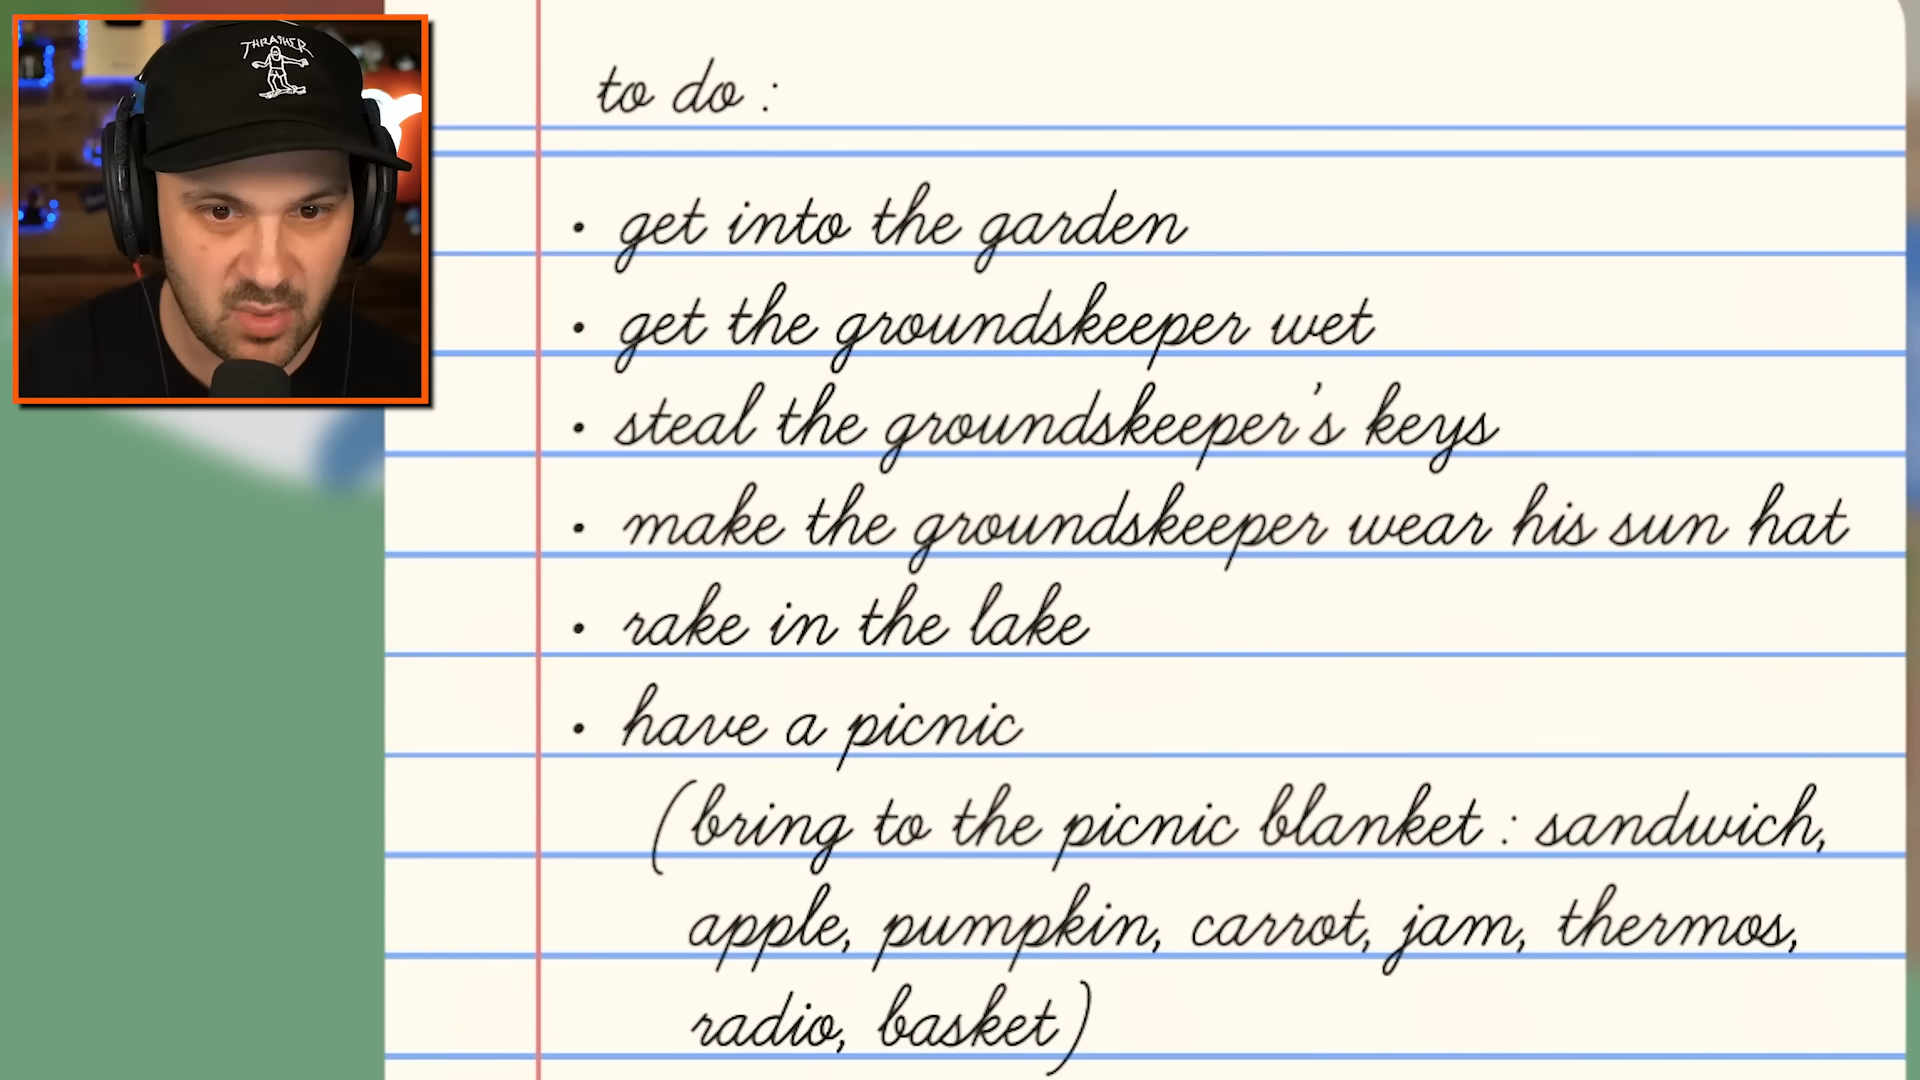 THRASHER
to do :
• get into the garden
• get the groundskeeper wet
• steal the groundskeeper's keys
• make the groundskeeper wear his sun hat
• rake in the lake
• have a picnic
(bring to the picnic blanket : sandwich,
apple, pumpkin, carrot, jam, thermos,
radio, basket)